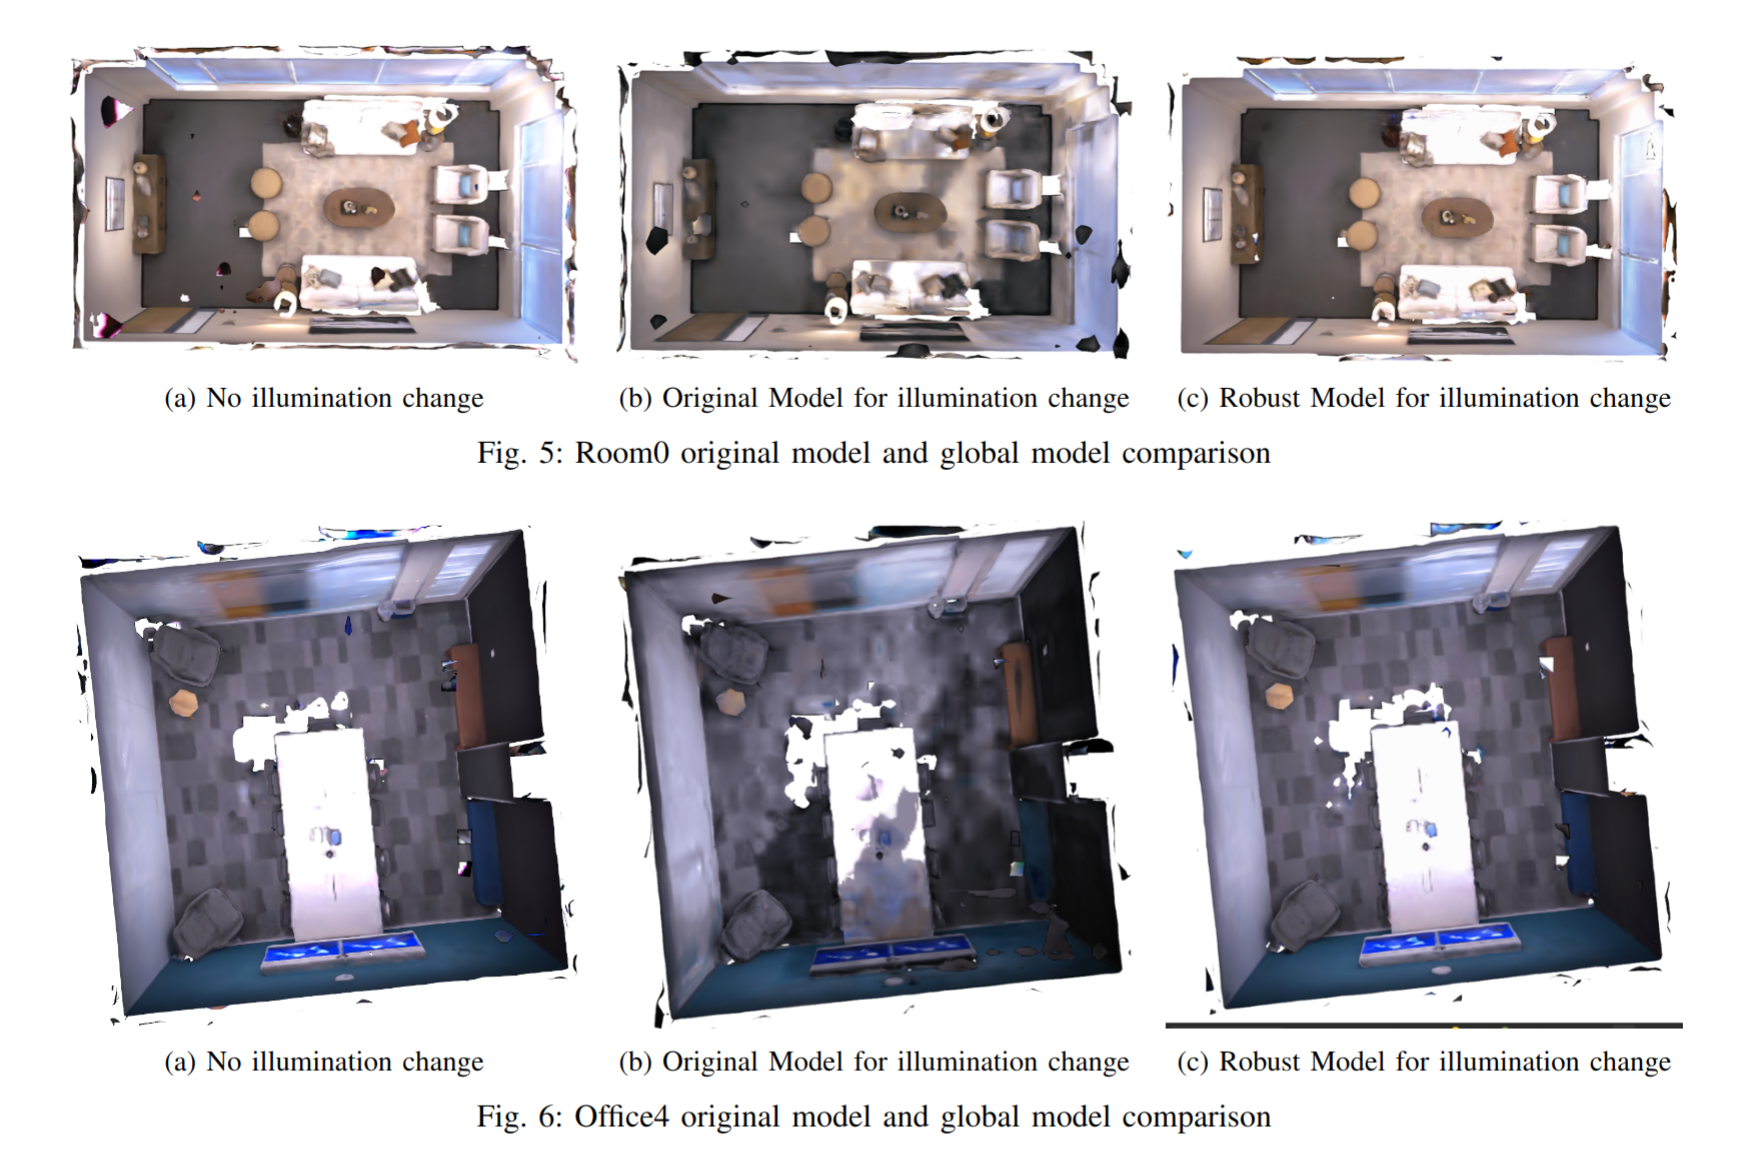 (a) No illumination change
(b) Original Model for illumination change
(c) Robust Model for illumination change
Fig. 5: Room0 original model and global model comparison
(a) No illumination change
(b) Original Model for illumination change
(c) Robust Model for illumination change
Fig. 6: Office4 original model and global model comparison